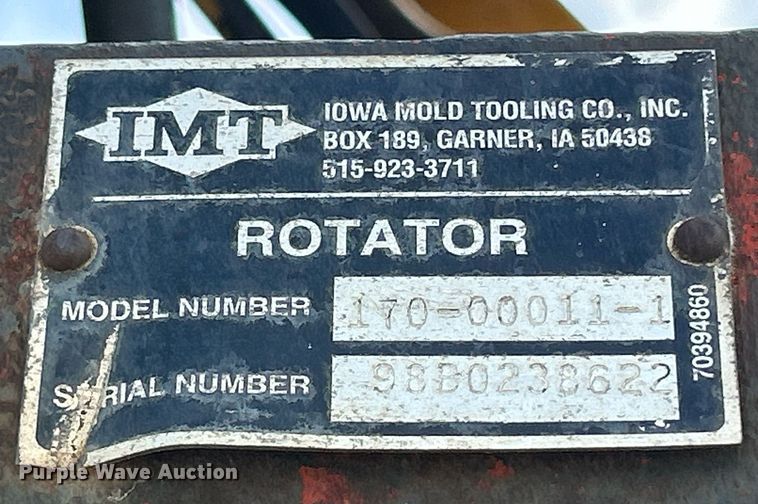 IMT
IOWA MOLD TOOLING CO., INC.
BOX 189, GARNER, IA 50438
515-923-3711
ROTATOR
MODEL NUMBER 170-00011-1
SERIAL NUMBER 98B0238622
70394860
Purple Wave Auction